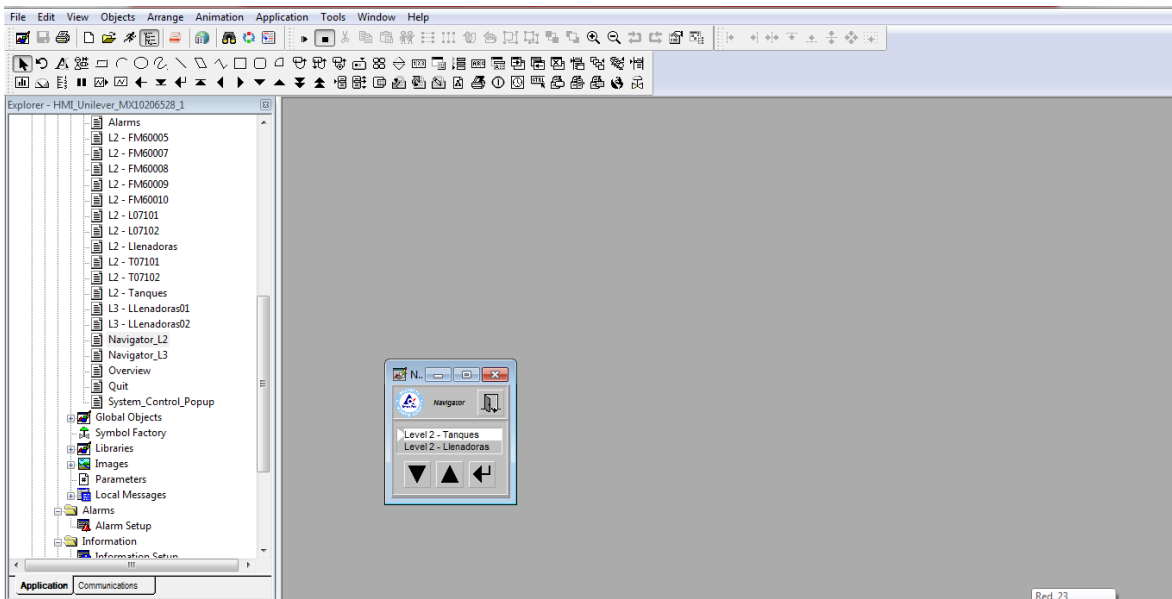 File Edit View Objects Arrange Animation Application Tools Window Help
Explorer - HMI_Unilever_MX10206528_1
Alarms
L2 - FM60005
L2 - FM60007
L2 - FM60008
L2 - FM60009
L2 - FM60010
L2 - L07101
L2 - L07102
L2 - Llenadoras
L2 - T07101
L2 - T07102
L2 - Tanques
L3 - LLenadoras01
L3 - LLenadoras02
Navigator_L2
Navigator_L3
Overview
Quit
System_Control_Popup
Global Objects
Symbol Factory
Libraries
Images
Parameters
Local Messages
Alarms
Alarm Setup
Information
Information Setup
Application Communications
N..
Navigator
Level 2 - Tanques
Level 2 - Llenadoras
Red_23